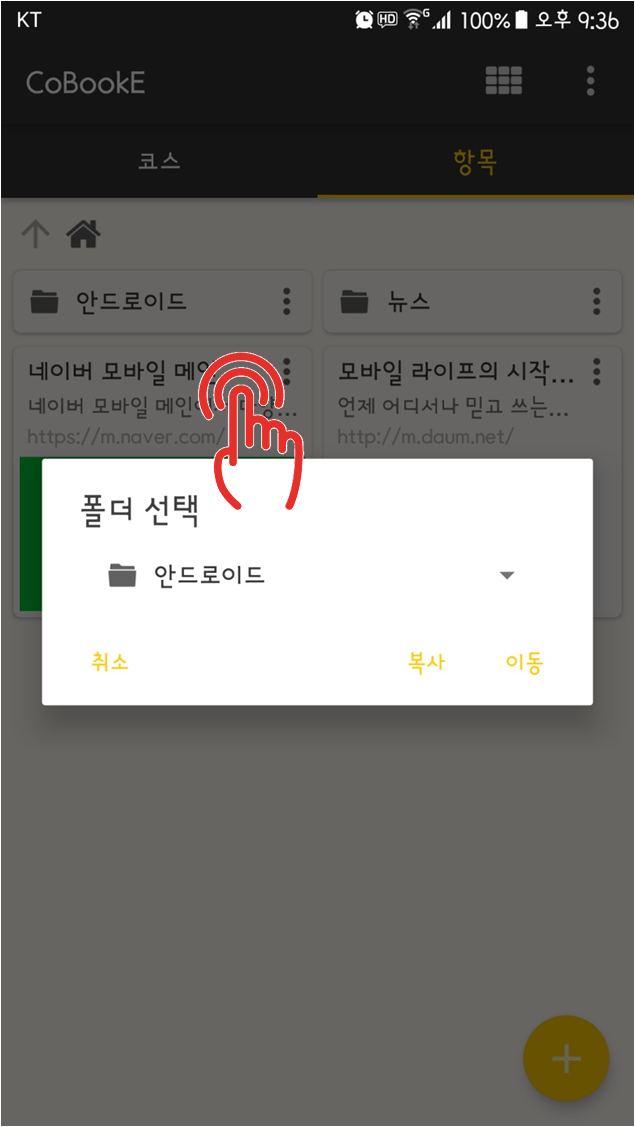 KT HD G 100% 오후 9:36
CoBookE
코스 항목
안드로이드 뉴스
네이버 모바일 메인 모바일 라이프의 시작...
네이버 모바일 메인에 ... 언제 어디서나 믿고 쓰는...
https://m.naver.com/ http://m.daum.net/
폴더 선택
안드로이드
취소 복사 이동